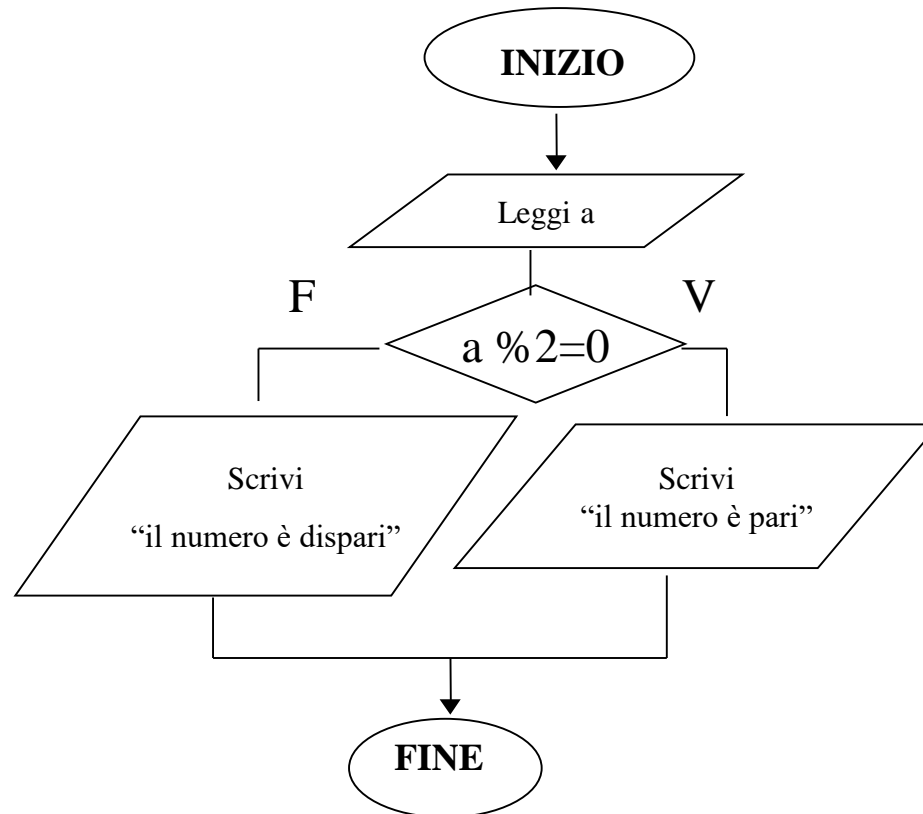 INIZIO
Leggi a
F
V
a %2=0
Scrivi
“il numero è dispari”
Scrivi
“il numero è pari”
FINE